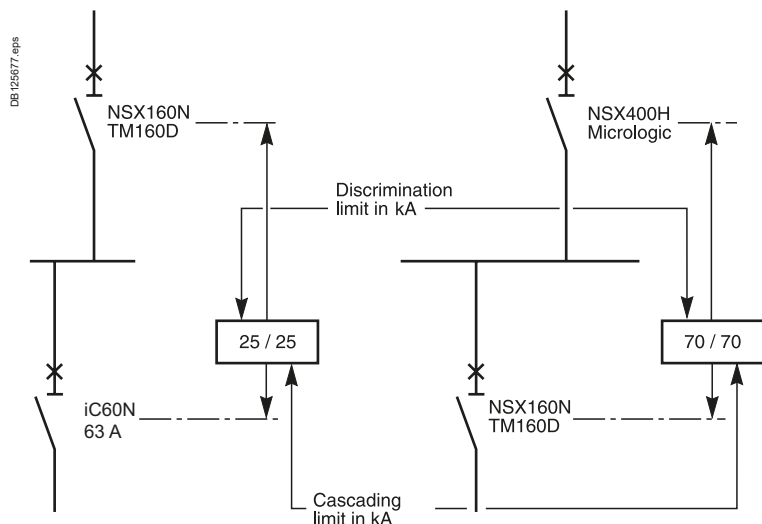 DB125677.eps
NSX160N
TM160D
NSX400H
Micrologic
Discrimination
limit in kA
25 / 25
70 / 70
iC60N
63 A
NSX160N
TM160D
Cascading
limit in kA